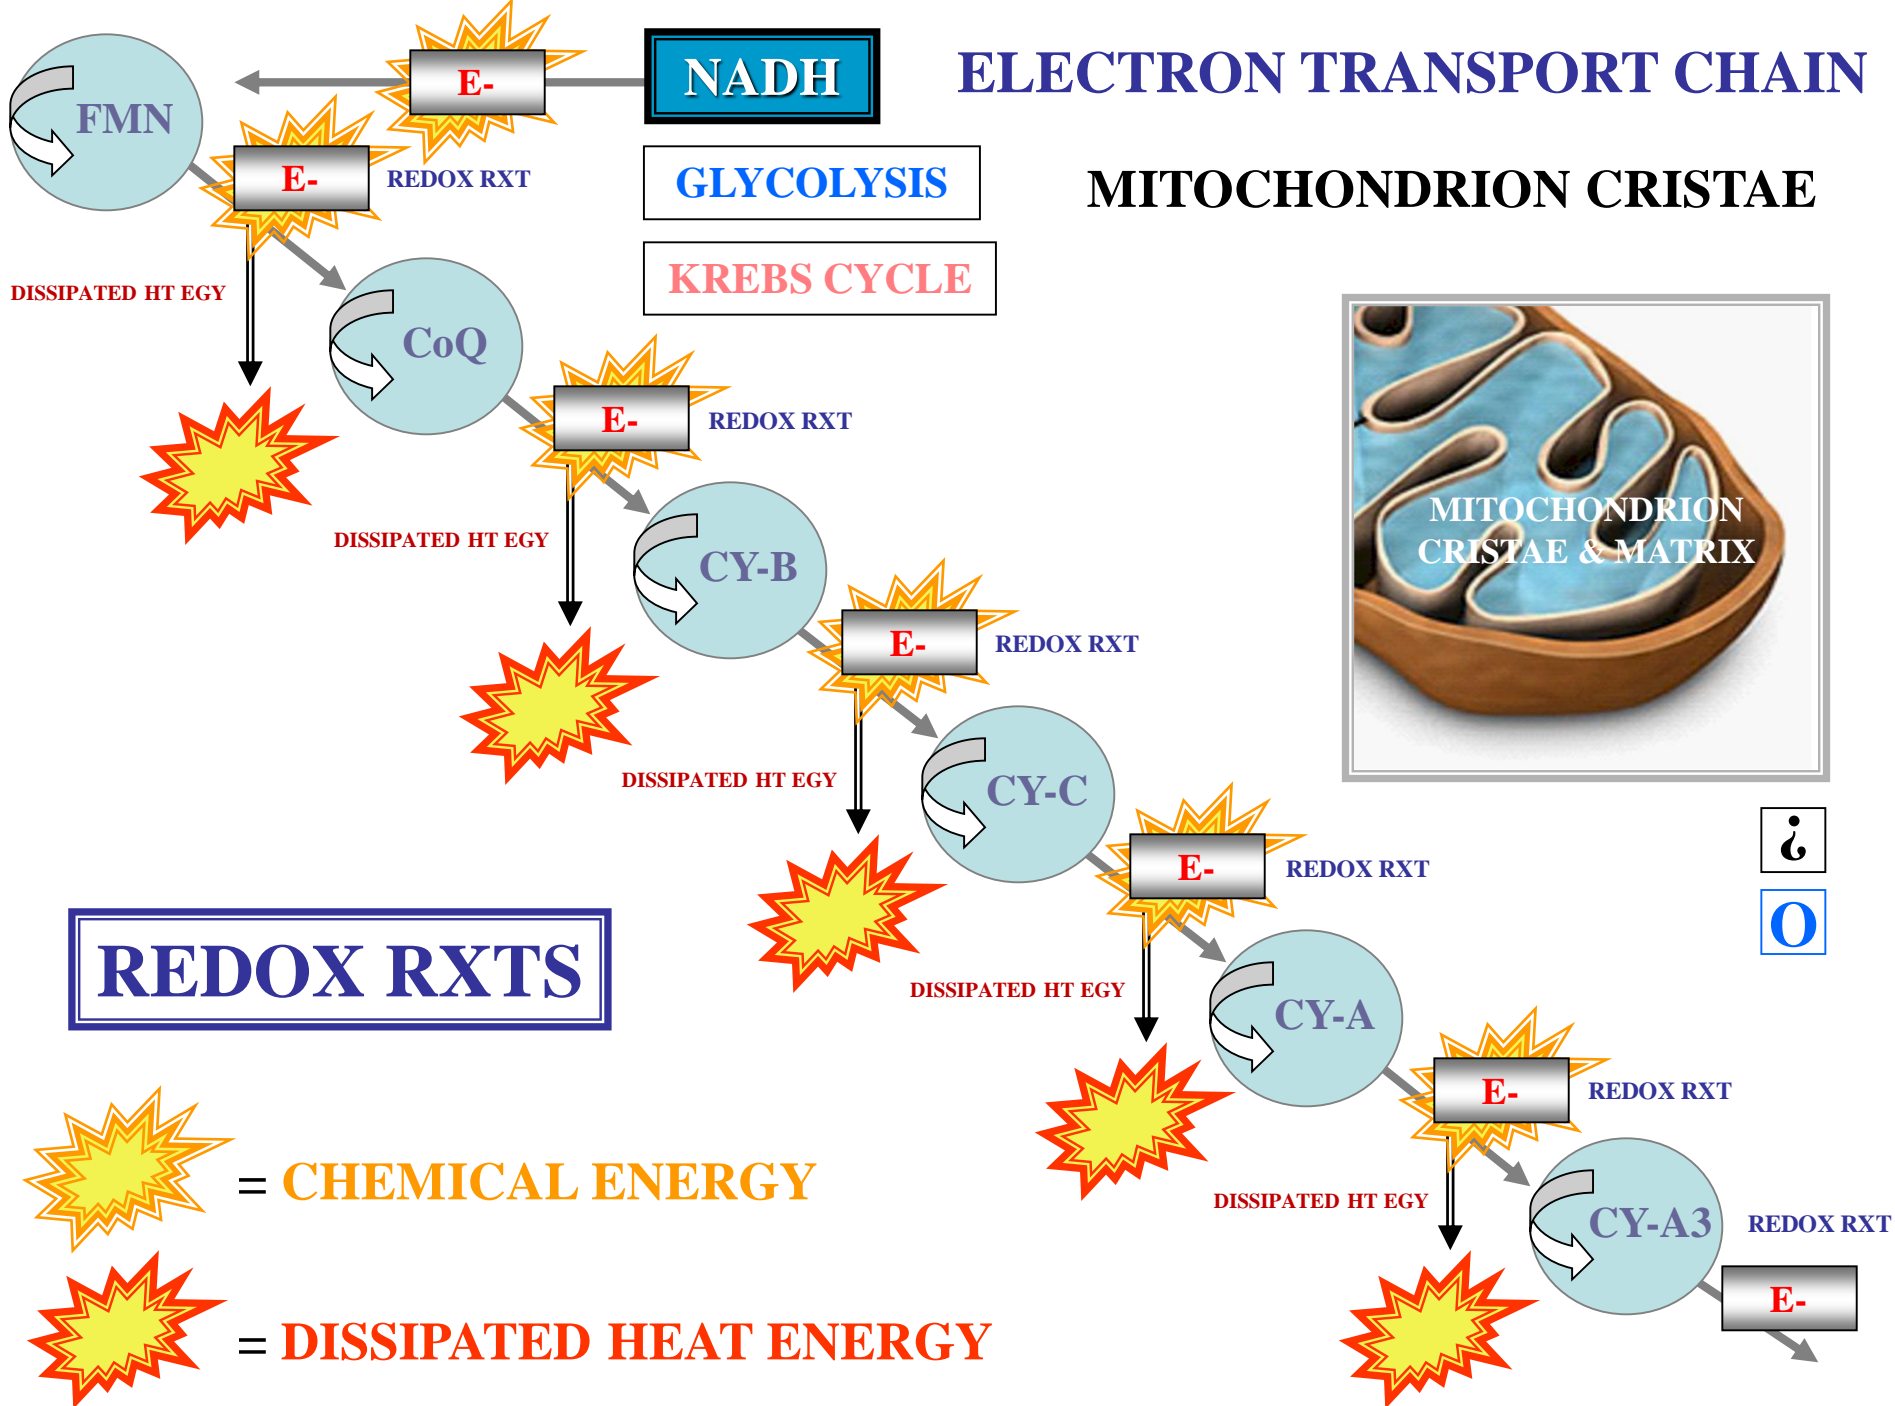 ELECTRON TRANSPORT CHAIN
NADH
E-
FMN
E-
REDOX RXT
GLYCOLYSIS
MITOCHONDRION CRISTAE
KREBS CYCLE
DISSIPATED HT EGY
CoQ
E-
REDOX RXT
MITOCHONDRION
CRISTAE & MATRIX
DISSIPATED HT EGY
CY-B
E-
REDOX RXT
DISSIPATED HT EGY
CY-C
¿
E-
REDOX RXT
O
REDOX RXTS
DISSIPATED HT EGY
CY-A
E-
REDOX RXT
= CHEMICAL ENERGY
DISSIPATED HT EGY
CY-A3
REDOX RXT
E-
= DISSIPATED HEAT ENERGY